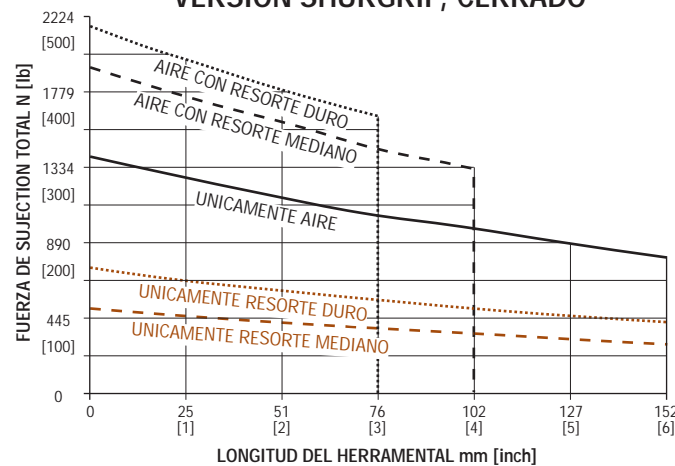 VERSION SHURGRIP, CERRADO
FUERZA DE SUJECTION TOTAL N [lb]
2224
[500]
1779
[400]
1334
[300]
890
[200]
445
[100]
0
AIRE CON RESORTE DURO
AIRE CON RESORTE MEDIANO
UNICAMENTE AIRE
UNICAMENTE RESORTE DURO
UNICAMENTE RESORTE MEDIANO
0 25 51 76 102 127 152
[1] [2] [3] [4] [5] [6]
LONGITUD DEL HERRAMENTAL mm [inch]